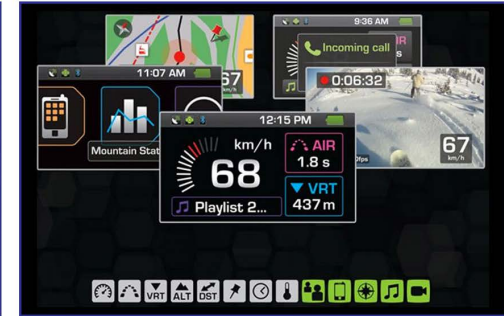 9:36 AM
Incoming call
AIR
s
67
km/h
11:07 AM
0:06:32
Mountain Stat
12:15 PM
km/h
68
AIR
1.8 s
VRT
437 m
Playlist 2...
67
km/h
VRT
ALT
DST